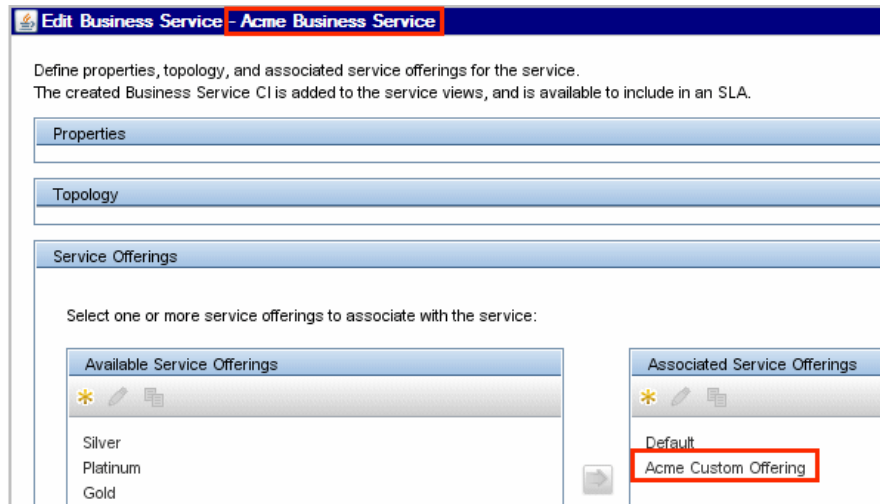 Edit Business Service - Acme Business Service
Define properties, topology, and associated service offerings for the service.
The created Business Service CI is added to the service views, and is available to include in an SLA.
Properties
Topology
Service Offerings
Select one or more service offerings to associate with the service:
Available Service Offerings
Silver
Platinum
Gold
Associated Service Offerings
Default
Acme Custom Offering